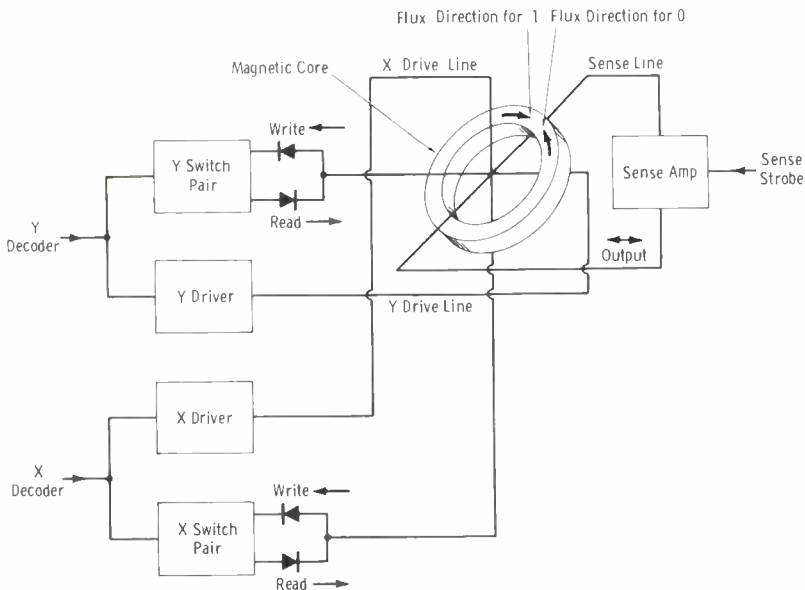 Flux Direction for 1
Flux Direction for 0
X Drive Line
Sense Line
Magnetic Core
Write
Y Switch
Pair
Sense Amp
Sense
Strobe
Read
Y
Decoder
Output
Y Driver
Y Drive Line
X Driver
X
Decoder
Write
X Switch
Pair
Read